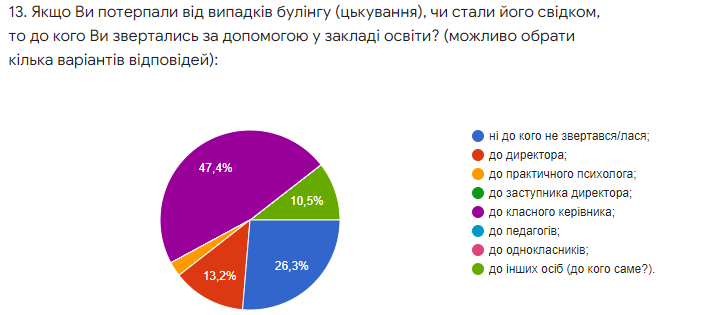 13. Якщо Ви потерпали від випадків булінгу (цькування), чи стали його свідком,
то до кого Ви звертались за допомогою у закладі освіти? (можливо обрати
кілька варіантів відповідей):
47,4%
10,5%
13,2%
26,3%
ні до кого не звертався/лася;
до директора;
до практичного психолога;
до заступника директора;
до класного керівника;
до педагогів;
до однокласників;
до інших осіб (до кого саме?).